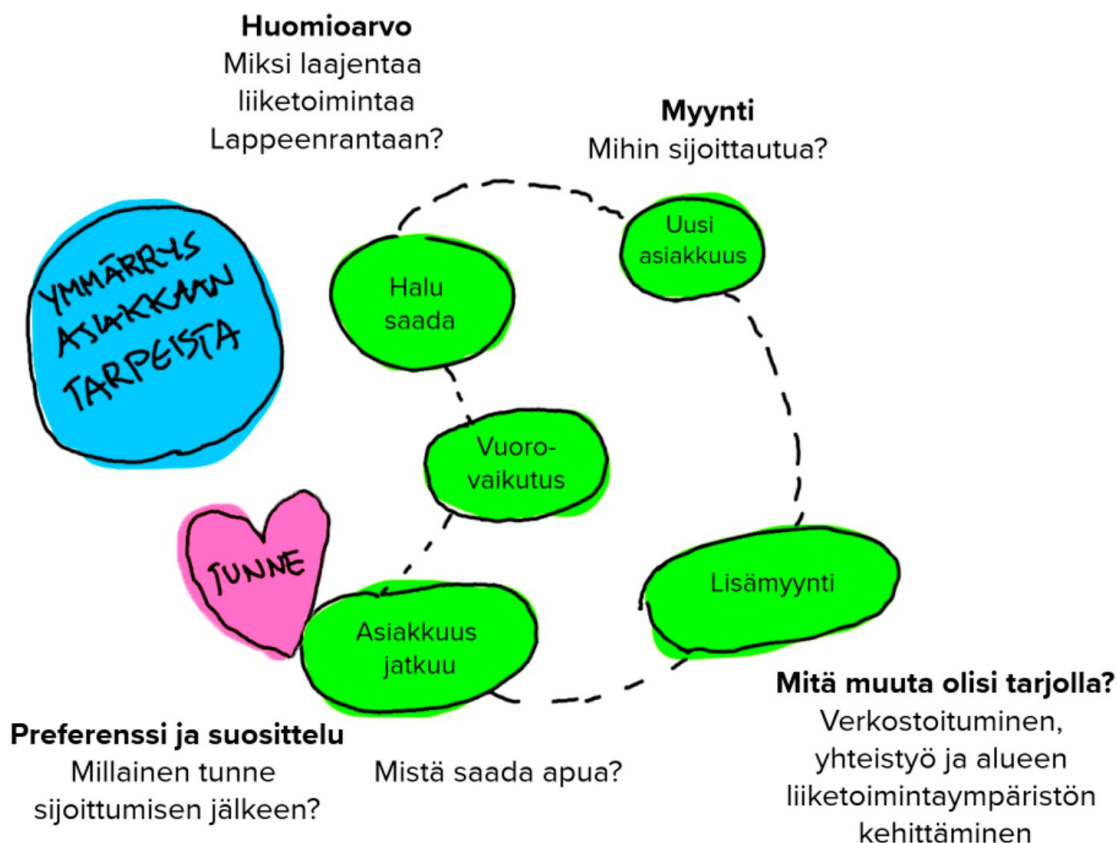 Huomioarvo
Miksi laajentaa
liiketoimintaa
Lappeenrantaan?
Myynti
Mihin sijoittautua?
YMMÄRRYS
ASIAKKAAN
TARPEISTA
Halu
saada
Uusi
asiakkuus
Vuoro-
vaikutus
TUNNE
Asiakkuus
jatkuu
Lisämyynti
Preferenssi ja suosittelu
Millainen tunne
sijoittumisen jälkeen?
Mistä saada apua?
Mitä muuta olisi tarjolla?
Verkostoituminen,
yhteistyö ja alueen
liiketoimintaympäristön
kehittäminen